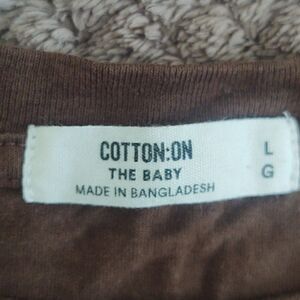 COTTON:ON
THE BABY
MADE IN BANGLADESH
L
G